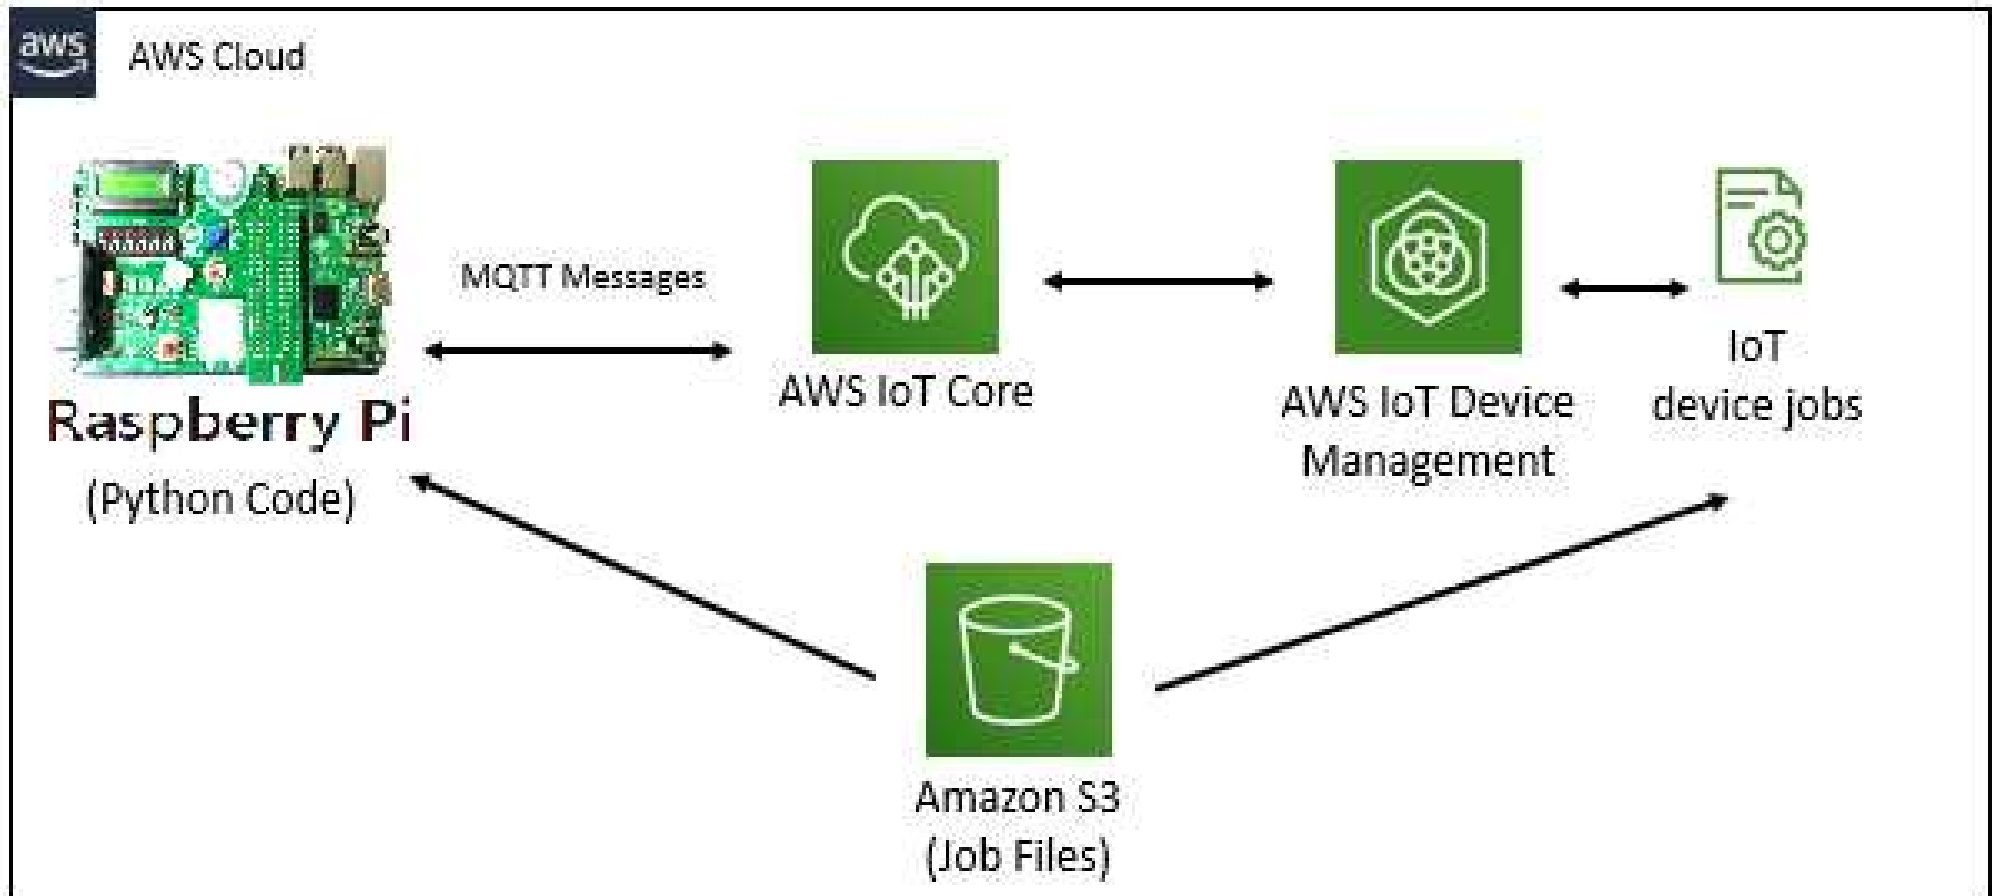 aws
AWS Cloud
MQTT Messages
AWS IoT Core
IoT
device jobs
AWS IoT Device
Management
Raspberry Pi
(Python Code)
Amazon S3
(Job Files)